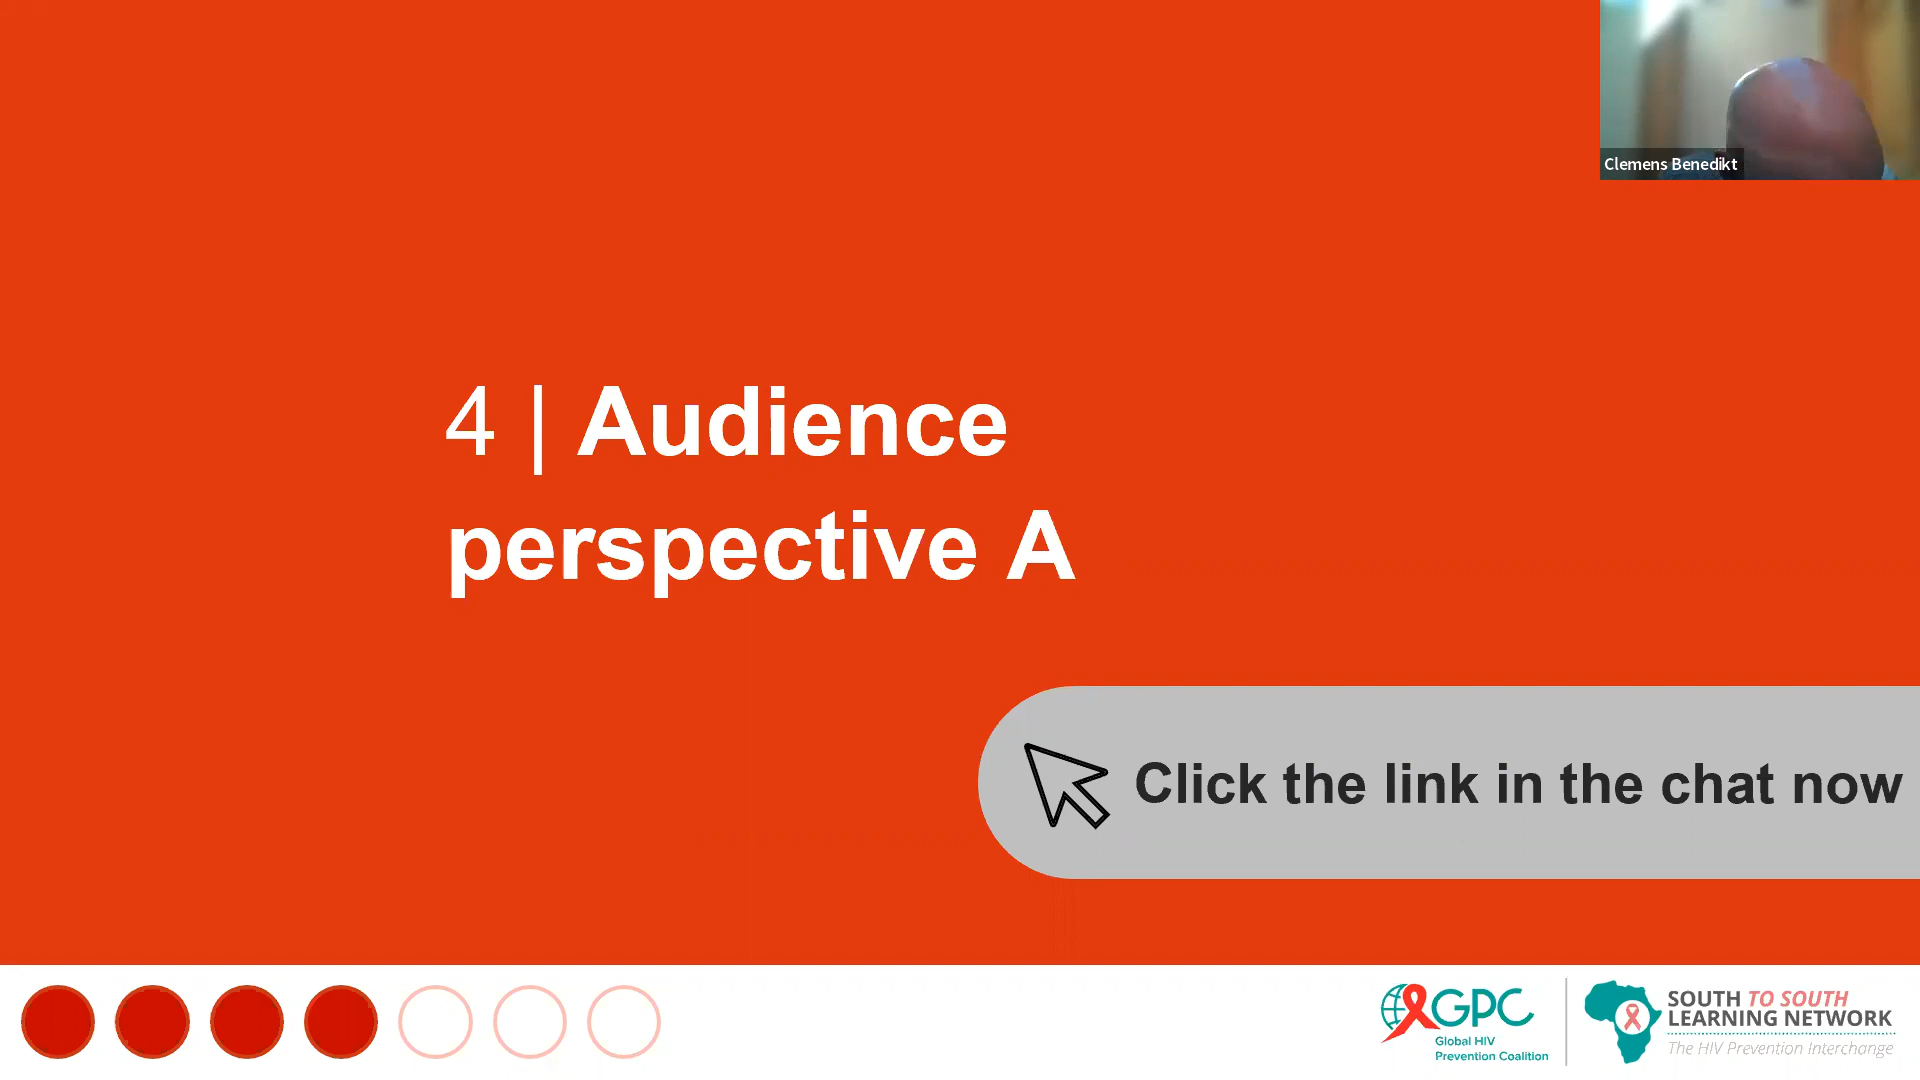 Clemens Benedikt
4 | Audience
perspective A
Click the link in the chat now
GPC
Global HIV
Prevention Coalition
SOUTH TO SOUTH
LEARNING NETWORK
The HIV Prevention Interchange